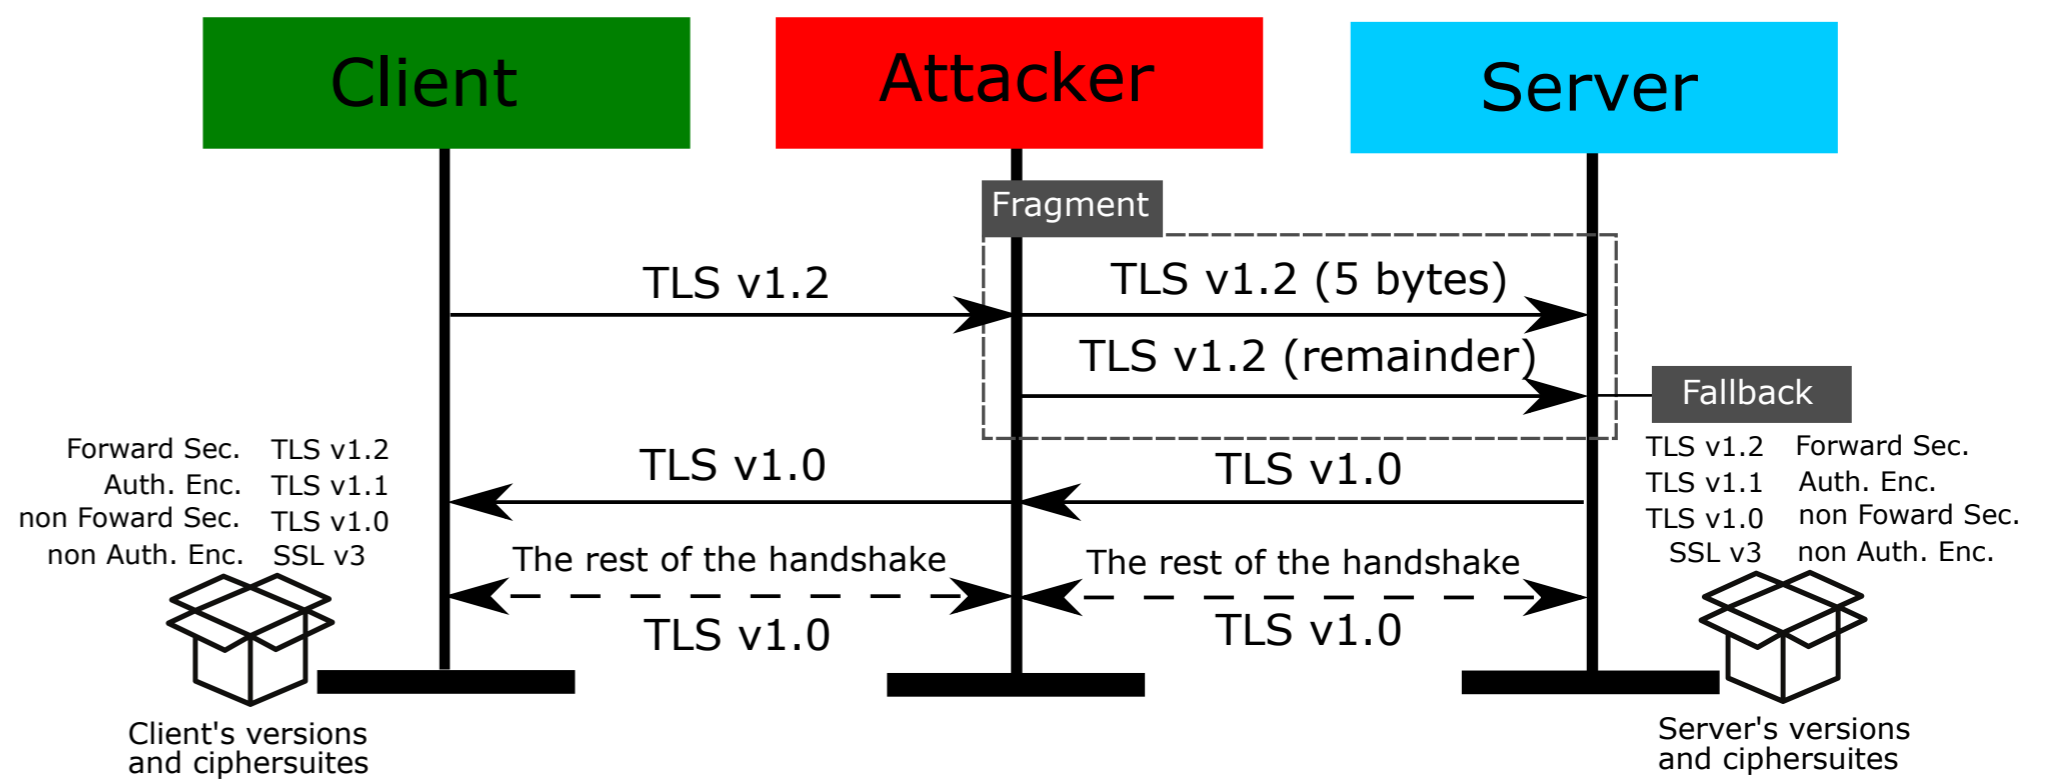 Client
Attacker
Server
Fragment
TLS v1.2
TLS v1.2 (5 bytes)
TLS v1.2 (remainder)
Fallback
Forward Sec. TLS v1.2
Auth. Enc. TLS v1.1
non Foward Sec. TLS v1.0
non Auth. Enc. SSL v3
TLS v1.0
TLS v1.0
TLS v1.2 Forward Sec.
TLS v1.1 Auth. Enc.
TLS v1.0 non Foward Sec.
SSL v3 non Auth. Enc.
The rest of the handshake
TLS v1.0
The rest of the handshake
TLS v1.0
Client's versions
and ciphersuites
Server's versions
and ciphersuites